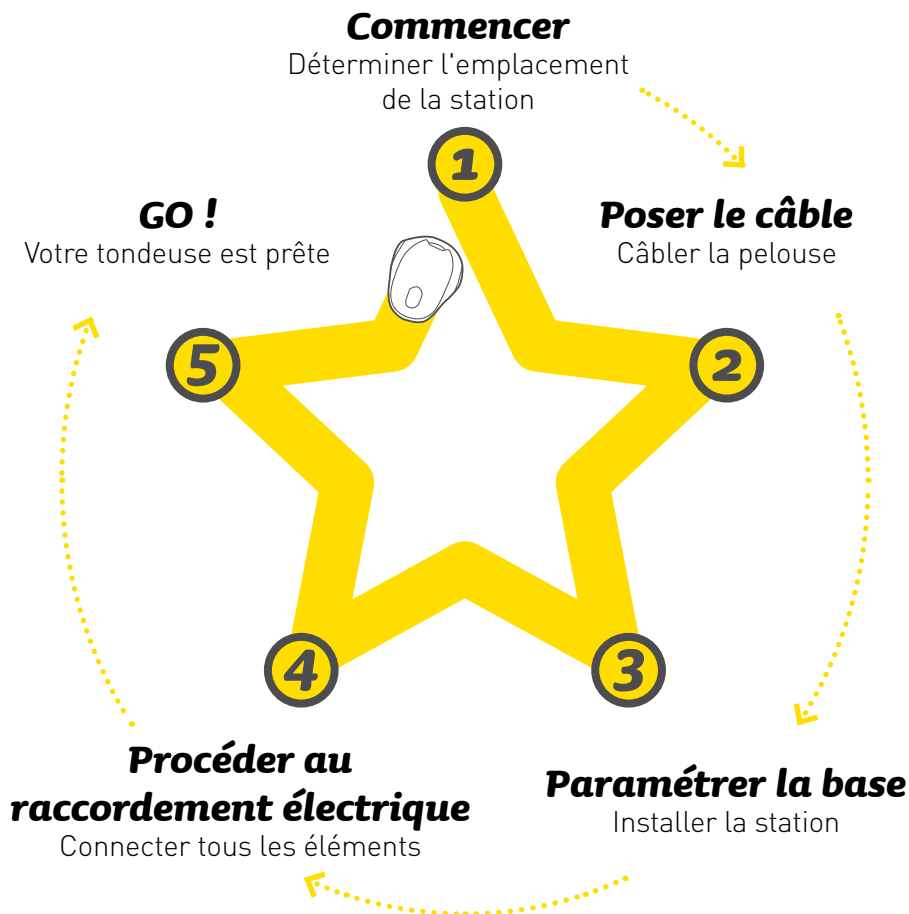 Commencer
Déterminer l'emplacement
de la station
1
Poser le câble
Câbler la pelouse
2
Paramétrer la base
Installer la station
3
Procéder au
raccordement électrique
Connecter tous les éléments
4
GO !
Votre tondeuse est prête
5